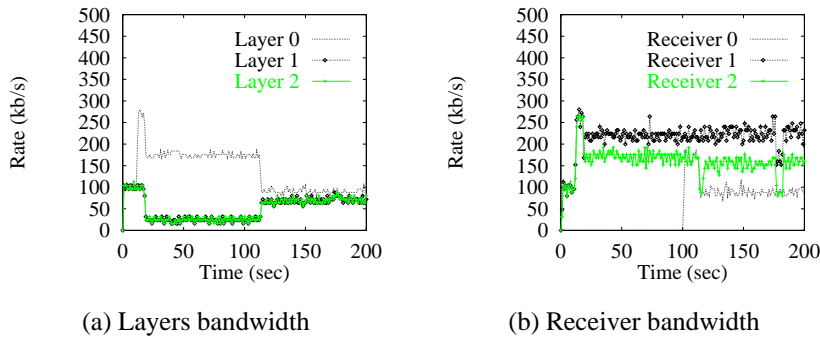 500
450
400
350
300
250
200
150
100
50
0
Rate (kb/s)
Layer 0
Layer 1
Layer 2
0 50 100 150 200
Time (sec)
(a) Layers bandwidth
500
450
400
350
300
250
200
150
100
50
0
Rate (kb/s)
Receiver 0
Receiver 1
Receiver 2
0 50 100 150 200
Time (sec)
(b) Receiver bandwidth